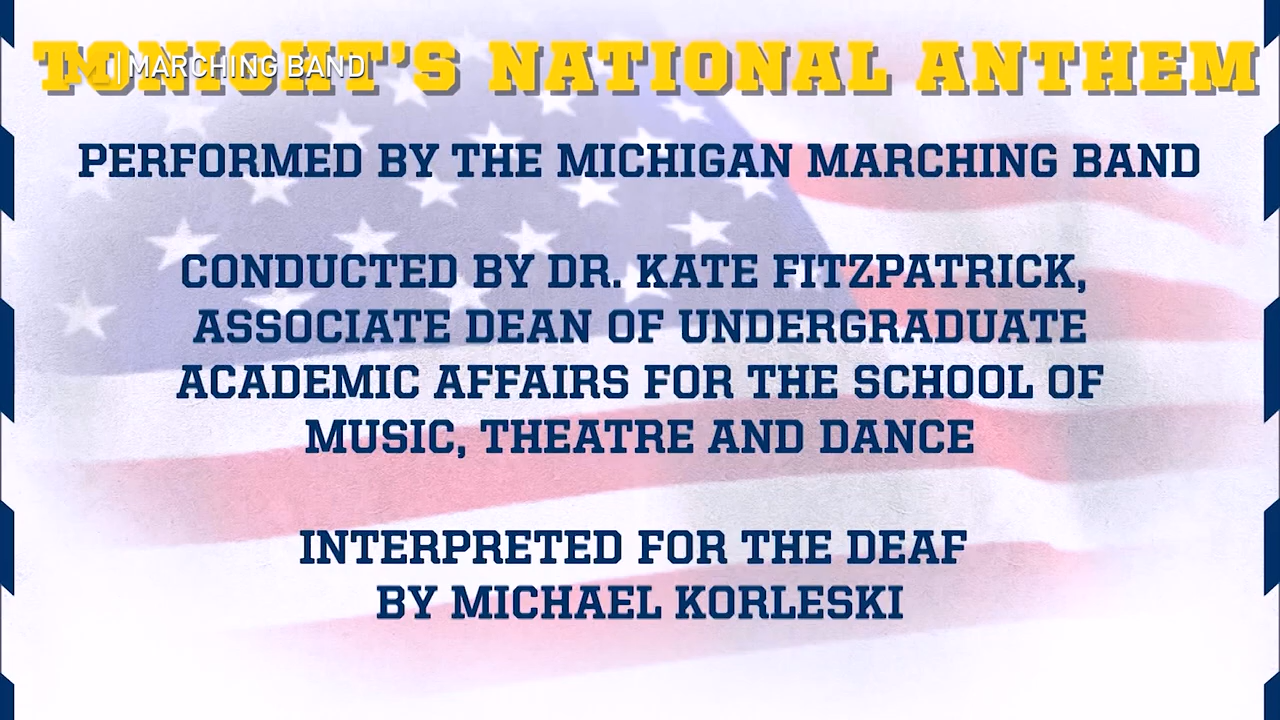 TONIGHT'S NATIONAL ANTHEM
M | MARCHING BAND
PERFORMED BY THE MICHIGAN MARCHING BAND
CONDUCTED BY DR. KATE FITZPATRICK,
ASSOCIATE DEAN OF UNDERGRADUATE
ACADEMIC AFFAIRS FOR THE SCHOOL OF
MUSIC, THEATRE AND DANCE
INTERPRETED FOR THE DEAF
BY MICHAEL KORLESKI